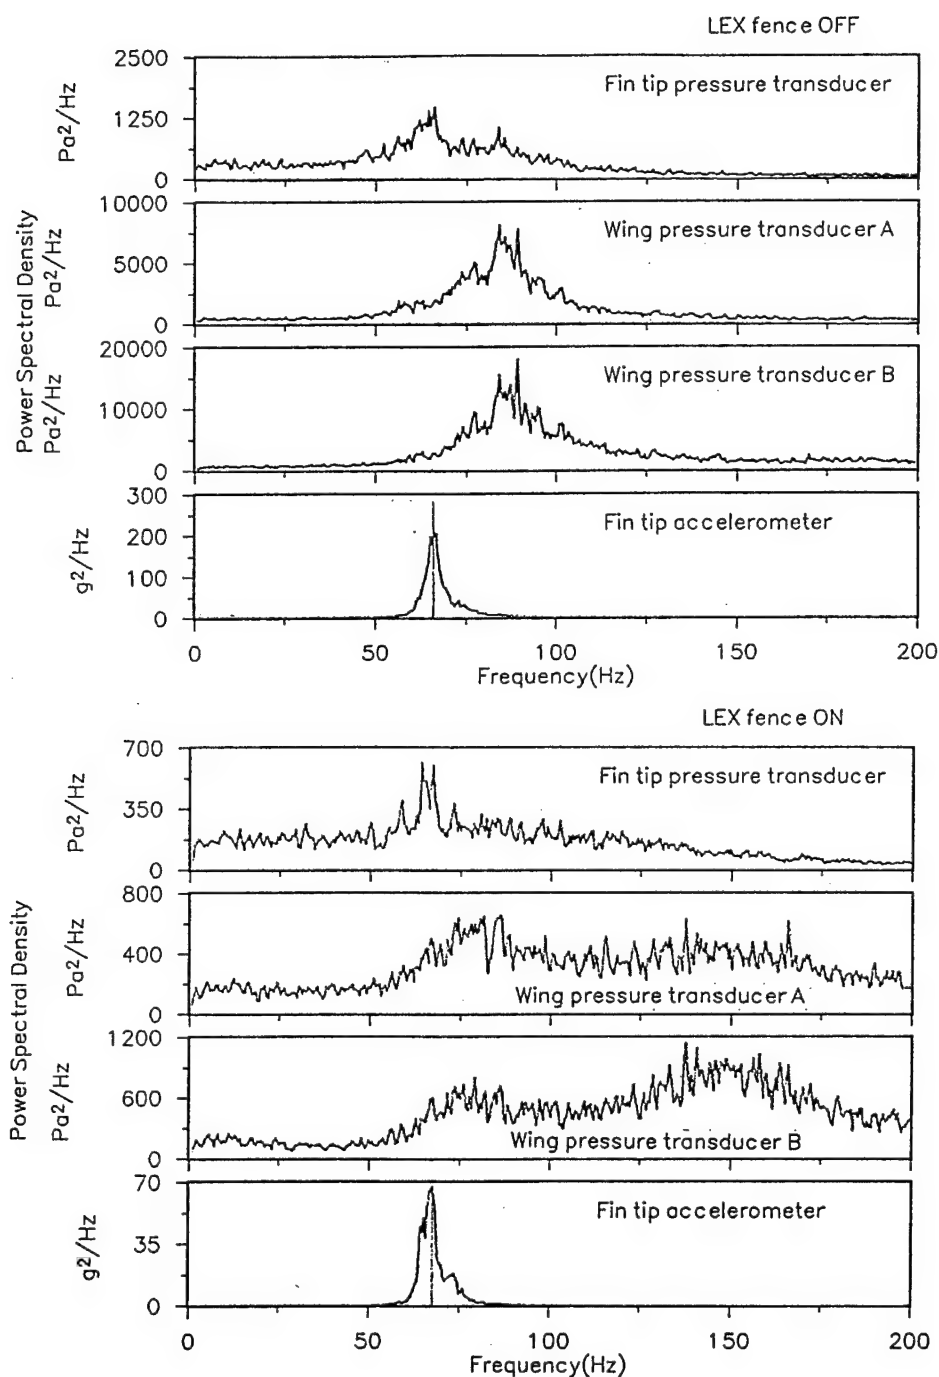 LEX fence OFF
2500
1250
0
Pa²/Hz
Fin tip pressure transducer
10000
5000
0
Pa²/Hz
Wing pressure transducer A
Power Spectral Density
20000
10000
0
Pa²/Hz
Wing pressure transducer B
300
200
100
0
g²/Hz
Fin tip accelerometer
0 50 100 150 200
Frequency(Hz)
LEX fence ON
700
350
0
Pa²/Hz
Fin tip pressure transducer
800
400
0
Pa²/Hz
Wing pressure transducer A
Power Spectral Density
1200
600
0
Pa²/Hz
Wing pressure transducer B
70
35
0
g²/Hz
Fin tip accelerometer
0 50 100 150 200
Frequency(Hz)